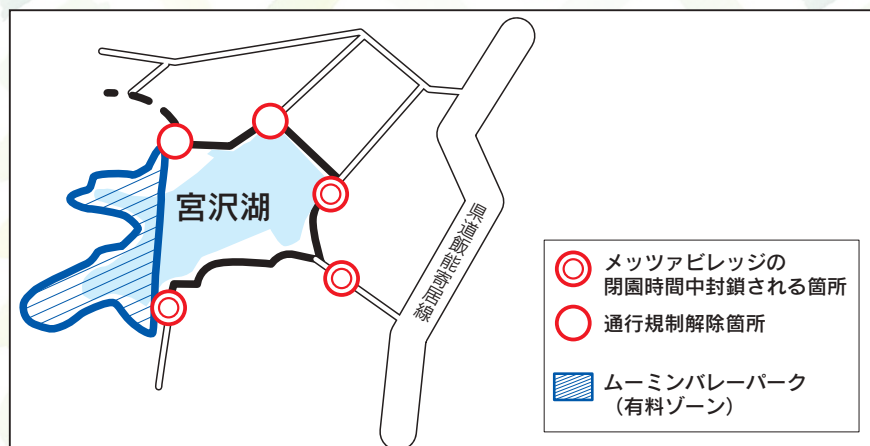 宮沢湖
県道飯能寄居線
メッツァビレッジの
閉園時間中封鎖される箇所
通行規制解除箇所
ムーミンバレーパーク
（有料ゾーン）